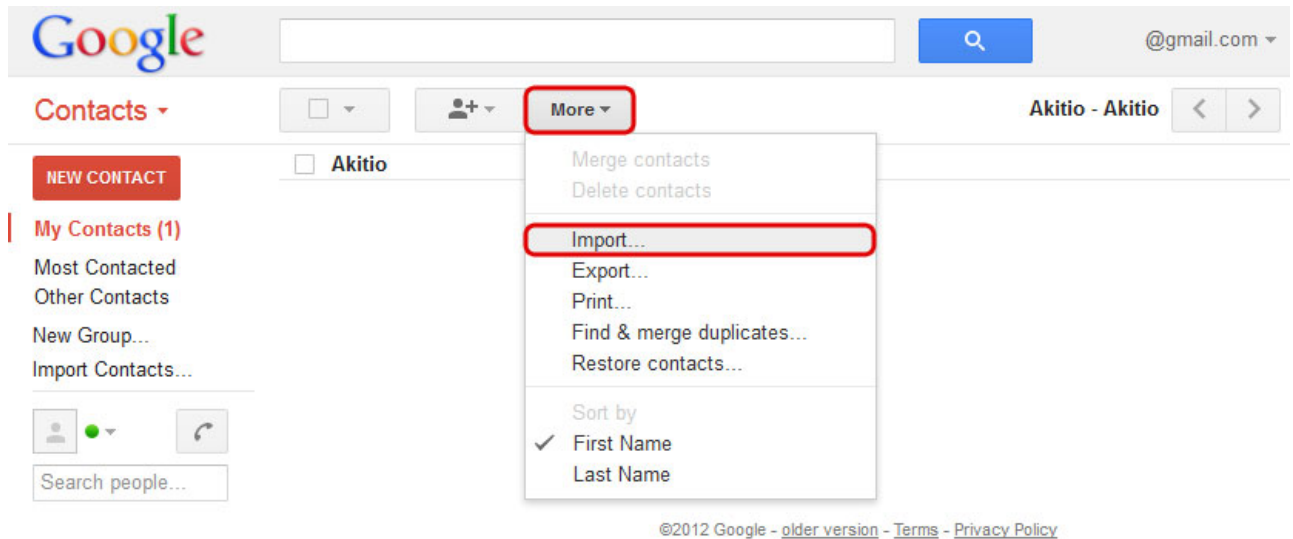 Google
@gmail.com
Contacts
More
Akitio - Akitio
NEW CONTACT
My Contacts (1)
Most Contacted
Other Contacts
New Group...
Import Contacts...
Search people...
Akitio
Merge contacts
Delete contacts
Import...
Export...
Print...
Find & merge duplicates...
Restore contacts...
Sort by
First Name
Last Name
©2012 Google - older version - Terms - Privacy Policy